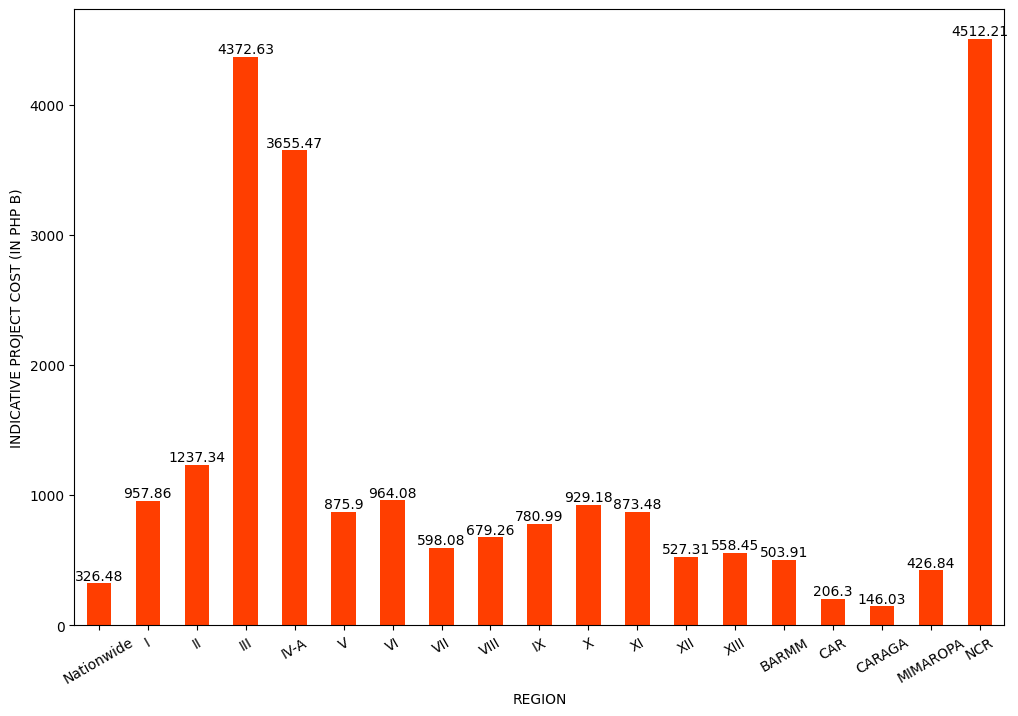 INDICATIVE PROJECT COST (IN PHP B)
4000
3000
2000
1000
0
326.48
957.86
1237.34
4372.63
3655.47
875.9
964.08
598.08
679.26
780.99
929.18
873.48
527.31
558.45
503.91
206.3
146.03
426.84
4512.21
Nationwide
I
II
III
IV-A
V
VI
VII
VIII
IX
X
XI
XII
XIII
BARMM
CAR
CARAGA
MIMAROPA
NCR
REGION